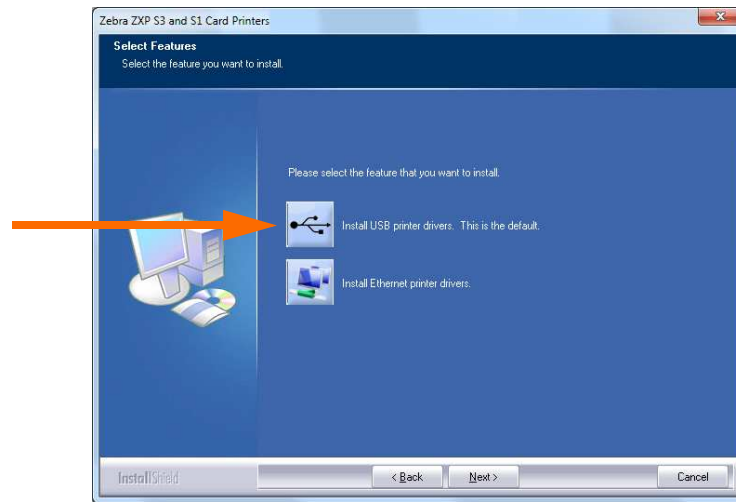 Zebra ZXP S3 and S1 Card Printers
Select Features
Select the feature you want to install.
Please select the feature that you want to install.
Install USB printer drivers. This is the default.
Install Ethernet printer drivers.
InstallShield
< Back
Next >
Cancel